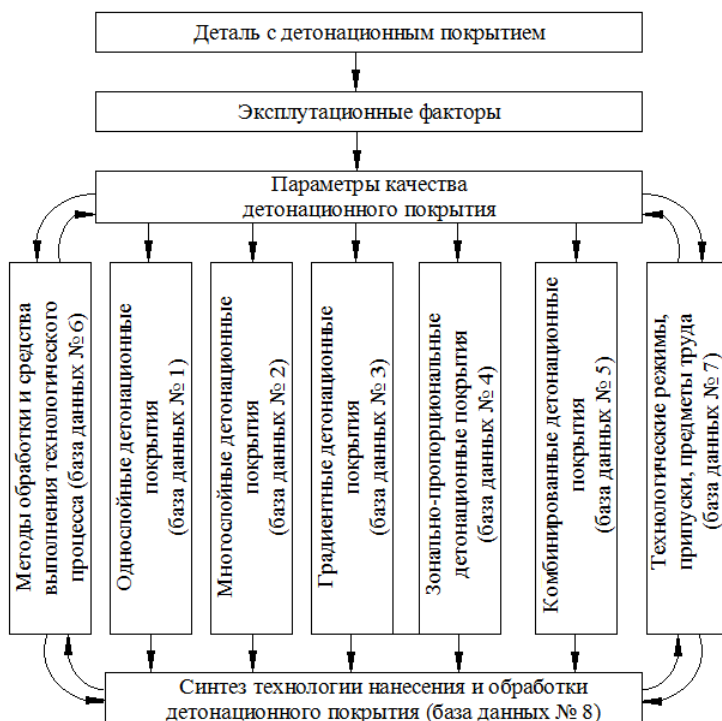 Деталь с детонационным покрытием
Эксплутационные факторы
Параметры качества
детонационного покрытия
Методы обработки и средства
выполнения технологического
процесса (база данных № 6)
Однослойные детонационные
покрытия
(база данных № 1)
Многослойные детонационные
покрытия
(база данных № 2)
Градиентные детонационные
покрытия
(база данных № 3)
Зонально-пропорциональные
детонационные покрытия
(база данных № 4)
Комбинированные детонационные
покрытия
(база данных № 5)
Технологические режимы,
припуски, предметы труда
(база данных № 7)
Синтез технологии нанесения и обработки
детонационного покрытия (база данных № 8)